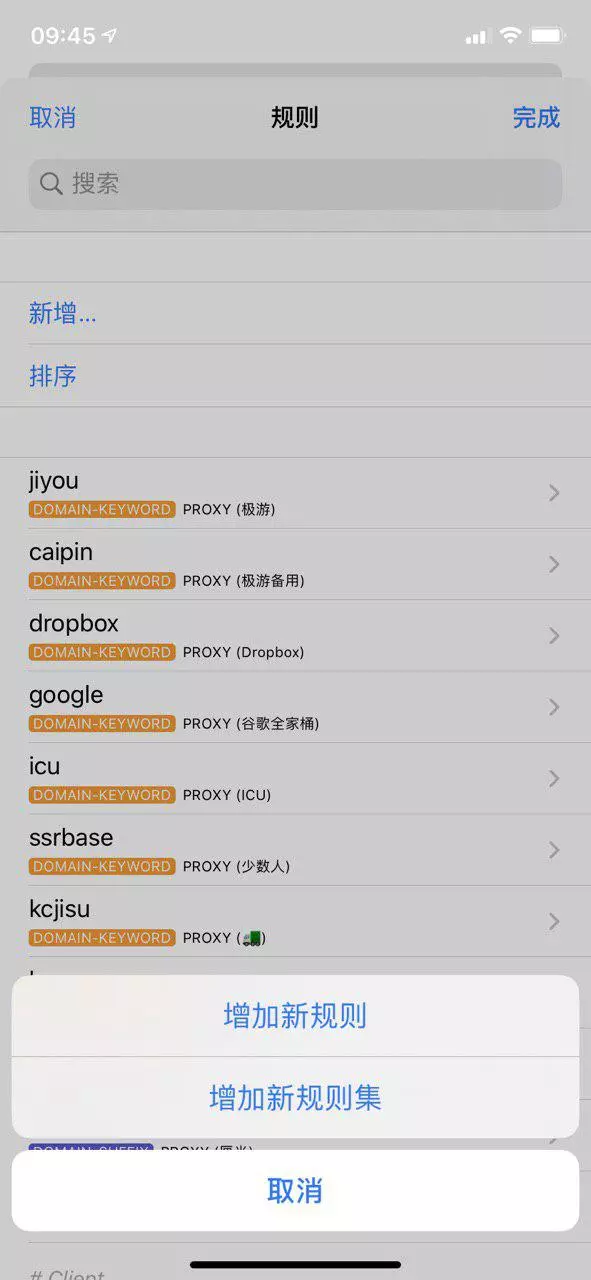 09:45
取消 规则 完成
搜索
新增...
排序
jiyou
DOMAIN-KEYWORD PROXY (极游)
caipin
DOMAIN-KEYWORD PROXY (极游备用)
dropbox
DOMAIN-KEYWORD PROXY (Dropbox)
google
DOMAIN-KEYWORD PROXY (谷歌全家桶)
icu
DOMAIN-KEYWORD PROXY (ICU)
ssrbase
DOMAIN-KEYWORD PROXY (少数人)
kcjisu
DOMAIN-KEYWORD PROXY (🚛)
增加新规则
增加新规则集
DOMAIN-SUFFIX PROXY
取消
# Client